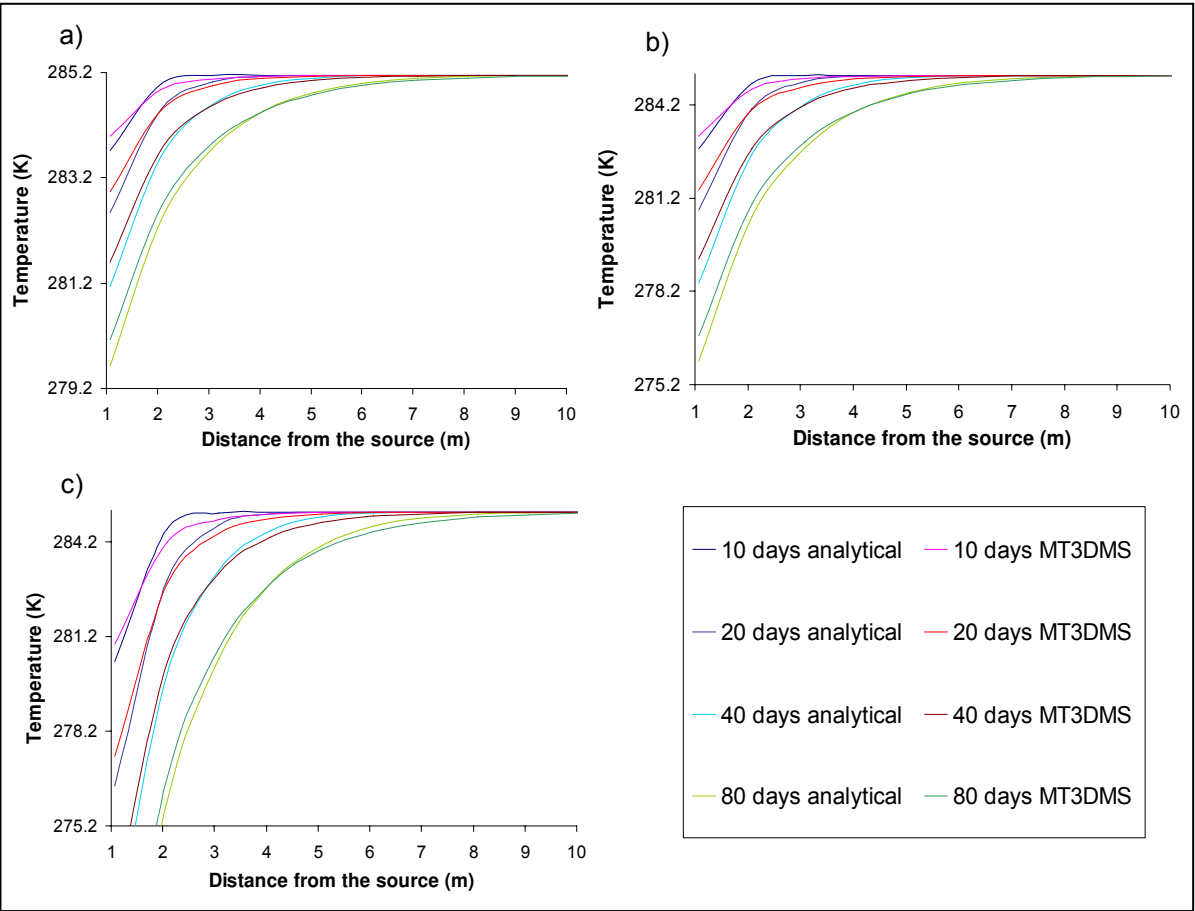 a)
285.2
283.2
281.2
279.2
Temperature (K)
1 2 3 4 5 6 7 8 9 10
Distance from the source (m)
b)
284.2
281.2
278.2
275.2
Temperature (K)
1 2 3 4 5 6 7 8 9 10
Distance from the source (m)
c)
284.2
281.2
278.2
275.2
Temperature (K)
1 2 3 4 5 6 7 8 9 10
Distance from the source (m)
10 days analytical 10 days MT3DMS
20 days analytical 20 days MT3DMS
40 days analytical 40 days MT3DMS
80 days analytical 80 days MT3DMS